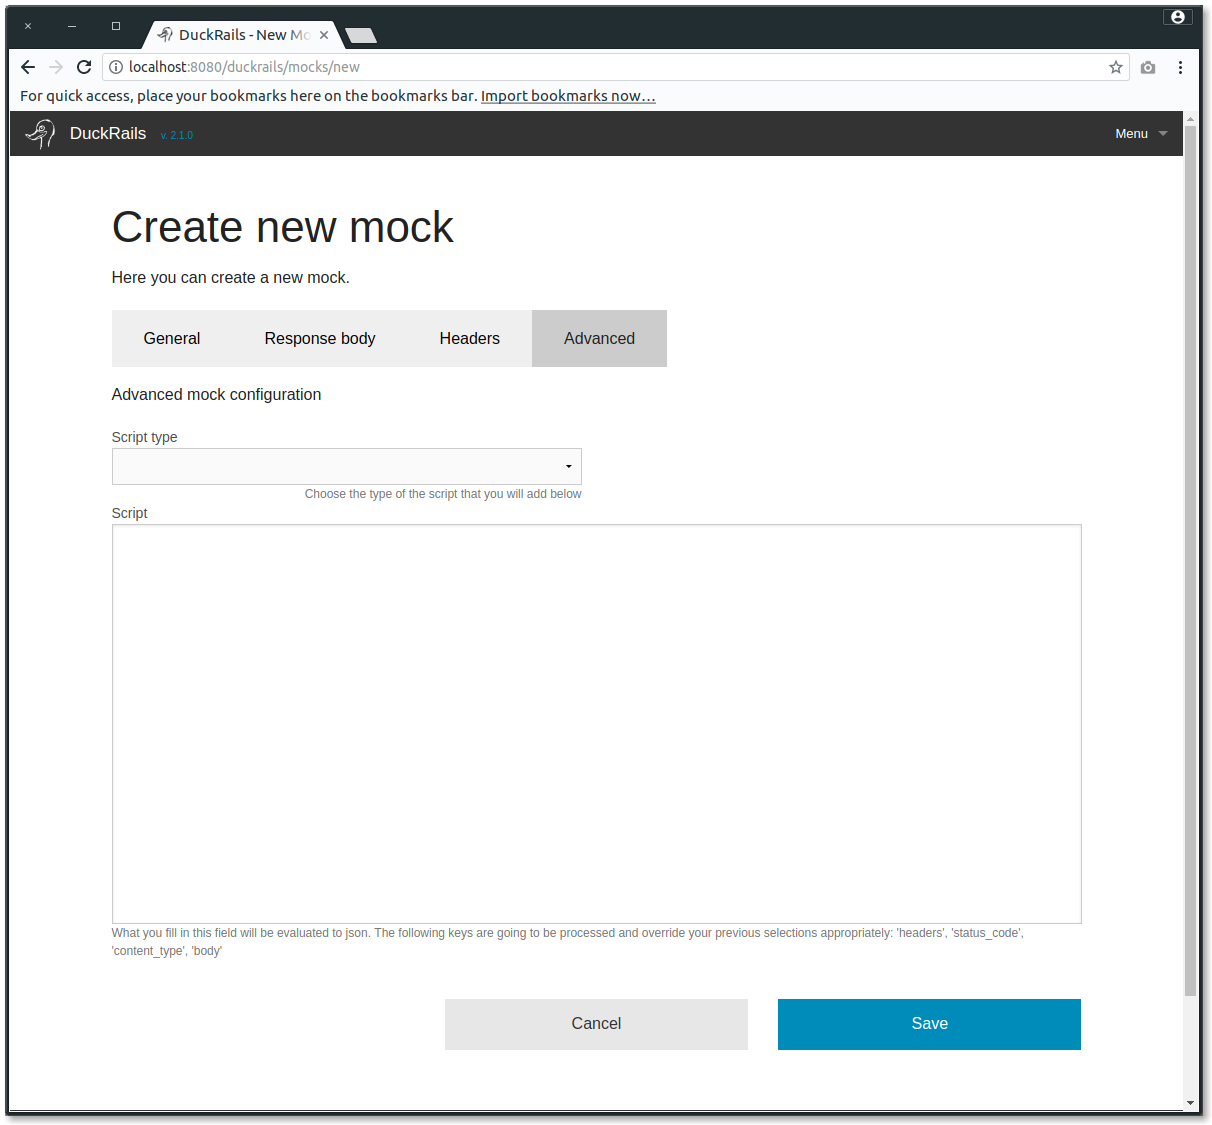 DuckRails - New Mo
localhost:8080/duckrails/mocks/new
For quick access, place your bookmarks here on the bookmarks bar. Import bookmarks now...
DuckRails v. 2.1.0 Menu
Create new mock
Here you can create a new mock.
General Response body Headers Advanced
Advanced mock configuration
Script type
Choose the type of the script that you will add below
Script
What you fill in this field will be evaluated to json. The following keys are going to be processed and override your previous selections appropriately: 'headers', 'status_code',
'content_type', 'body'
Cancel Save